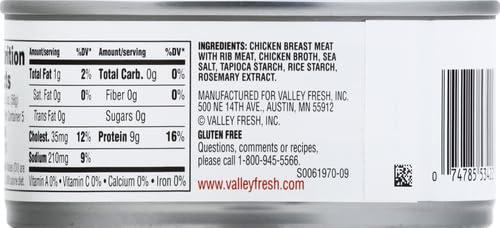 rition
Amount/serving %DV* Amount/serving %DV*
Total Fat 1g 2% Total Carb. 0g 0%
Sat. Fat 0g 0% Fiber 0g 0%
Trans Fat 0g Sugars 0g
Cholest. 35mg 12% Protein 9g 16%
Sodium 210mg 9%
Vitamin A 0% • Vitamin C 0% • Calcium 0% • Iron 0%
INGREDIENTS: CHICKEN BREAST MEAT
WITH RIB MEAT, CHICKEN BROTH, SEA
SALT, TAPIOCA STARCH, RICE STARCH,
ROSEMARY EXTRACT.
MANUFACTURED FOR VALLEY FRESH, INC.
500 NE 14TH AVE., AUSTIN, MN 55912
© VALLEY FRESH, INC.
GLUTEN FREE
Questions, comments or recipes,
please call 1-800-945-5566.
S0061970-09
www.valleyfresh.com
0 74785 5342